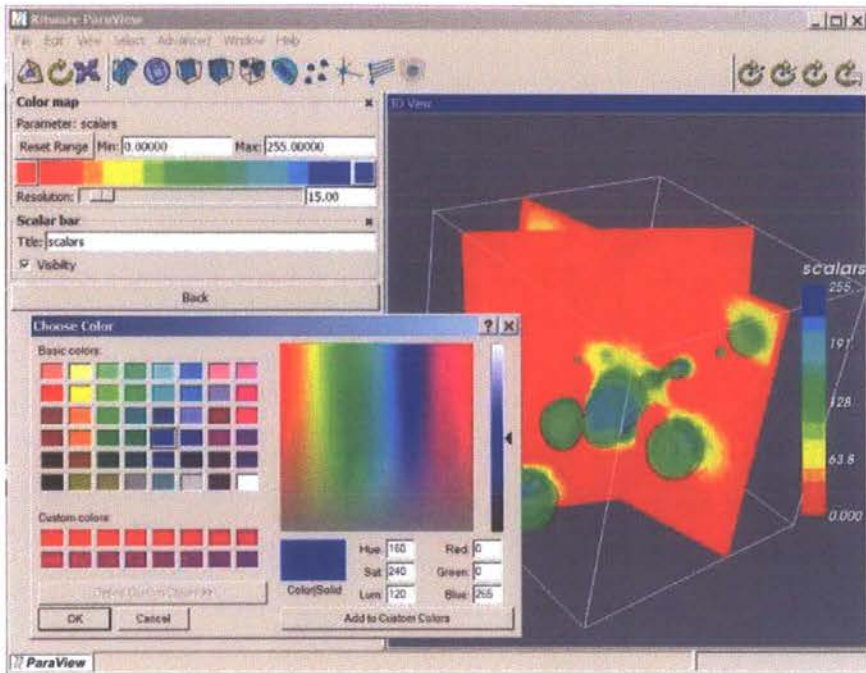 Kitware ParaView
File Edit View Select Advanced Window Help
Color map
Parameter: scalars
Reset Range Min: 0.00000 Max: 255.00000
Resolution: 15.00
Scalar bar
Title: scalars
Visibility
Back
3D View
scalars
255.
191.
128.
63.8
0.000
Choose Color
Basic colors:
Custom colors:
Define Custom Colors >>
OK Cancel
Color|Solid
Hue: 160 Red: 0
Sat: 240 Green: 0
Lum: 120 Blue: 255
Add to Custom Colors
ParaView